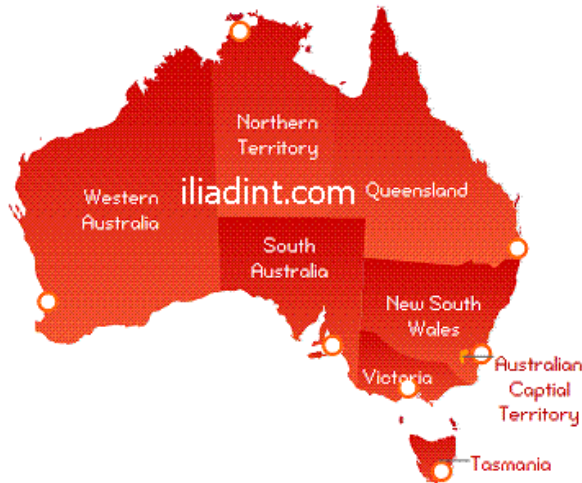 Northern
Territory
iliadint.com
Western
Australia
Queensland
South
Australia
New South
Wales
Victoria
Australian
Captial
Territory
Tasmania